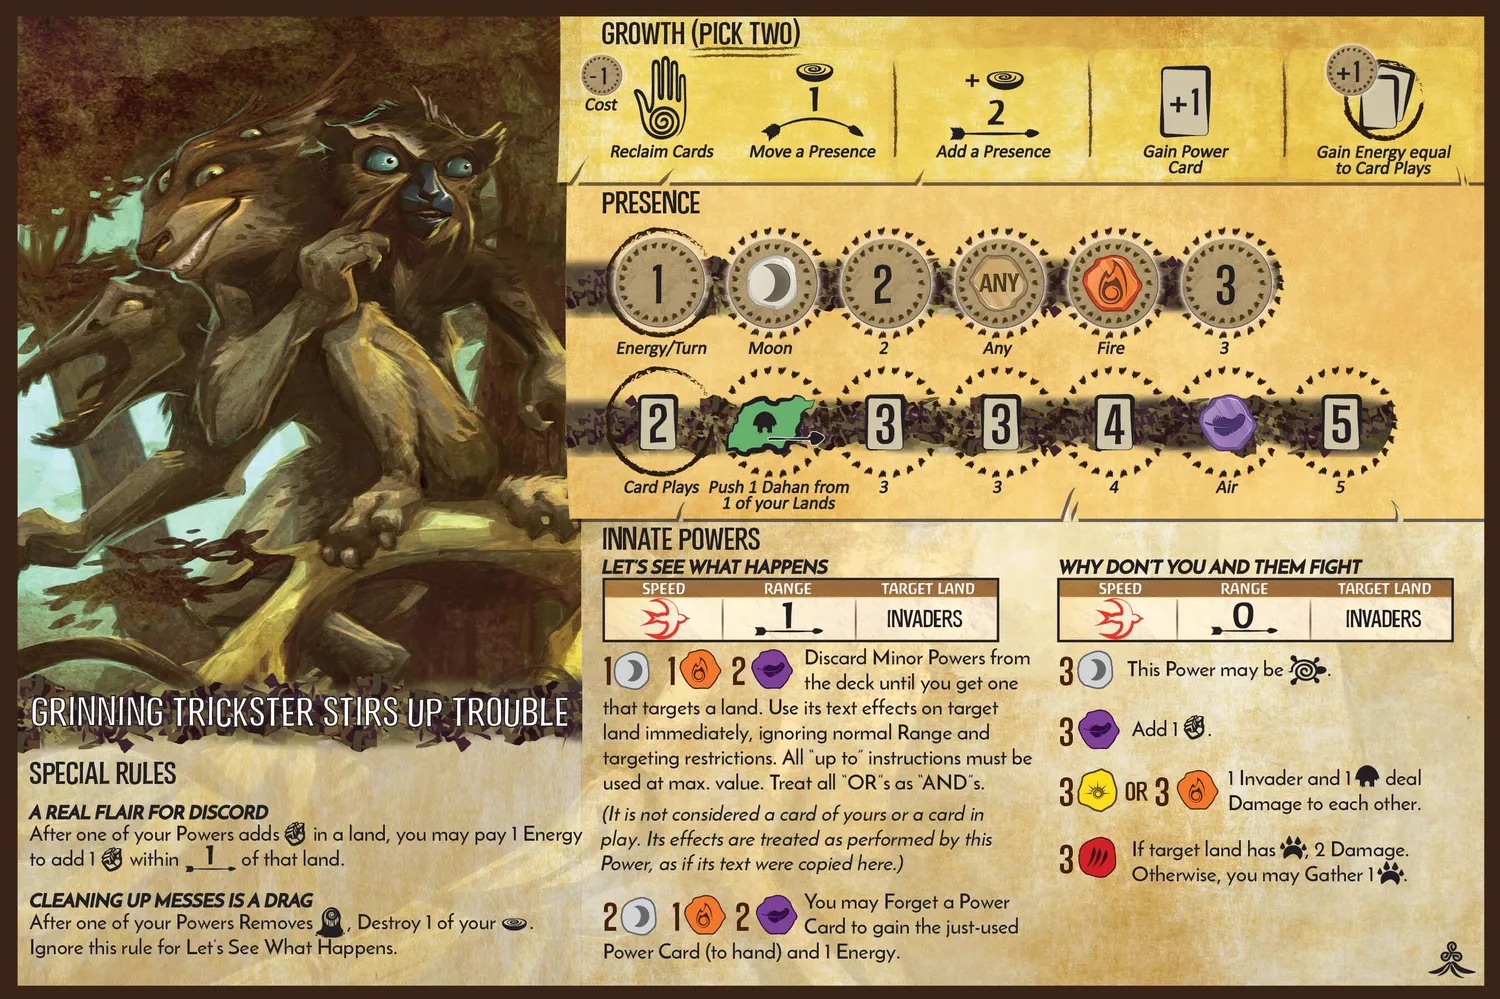 GROWTH (PICK TWO)
-1
Cost
Reclaim Cards
1
Move a Presence
+
2
Add a Presence
+1
Gain Power
Card
+1
Gain Energy equal
to Card Plays
PRESENCE
1 2 ANY 3
Energy/Turn Moon 2 Any Fire 3
2 3 3 4 5
Card Plays Push 1 Dahan from 3 3 4 Air 5
1 of your Lands
GRINNING TRICKSTER STIRS UP TROUBLE
SPECIAL RULES
A REAL FLAIR FOR DISCORD
After one of your Powers adds in a land, you may pay 1 Energy
to add 1 within 1 of that land.
CLEANING UP MESSES IS A DRAG
After one of your Powers Removes , Destroy 1 of your .
Ignore this rule for Let's See What Happens.
INNATE POWERS
LET'S SEE WHAT HAPPENS
SPEED RANGE TARGET LAND
1 INVADERS
1 1 2 Discard Minor Powers from
the deck until you get one
that targets a land. Use its text effects on target
land immediately, ignoring normal Range and
targeting restrictions. All "up to" instructions must be
used at max. value. Treat all "OR"s as "AND"s.
(It is not considered a card of yours or a card in
play. Its effects are treated as performed by this
Power, as if its text were copied here.)
2 1 2 You may Forget a Power
Card to gain the just-used
Power Card (to hand) and 1 Energy.
WHY DON'T YOU AND THEM FIGHT
SPEED RANGE TARGET LAND
0 INVADERS
3 This Power may be .
3 Add 1 .
3 OR 3 1 Invader and 1 deal
Damage to each other.
3 If target land has , 2 Damage.
Otherwise, you may Gather 1 .